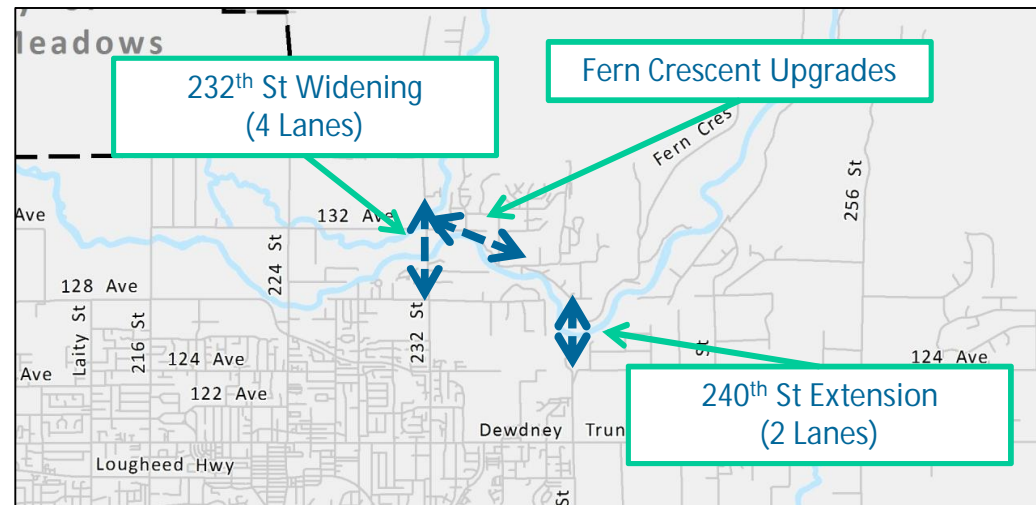 Meadows
232th St Widening
(4 Lanes)
Fern Crescent Upgrades
Fern Cres
256 St
132 Ave
Ave
224 St
128 Ave
232 St
Laity St
216 St
124 Ave
Ave
122 Ave
St
124 Ave
240th St Extension
(2 Lanes)
Dewdney Trun
Lougheed Hwy
St